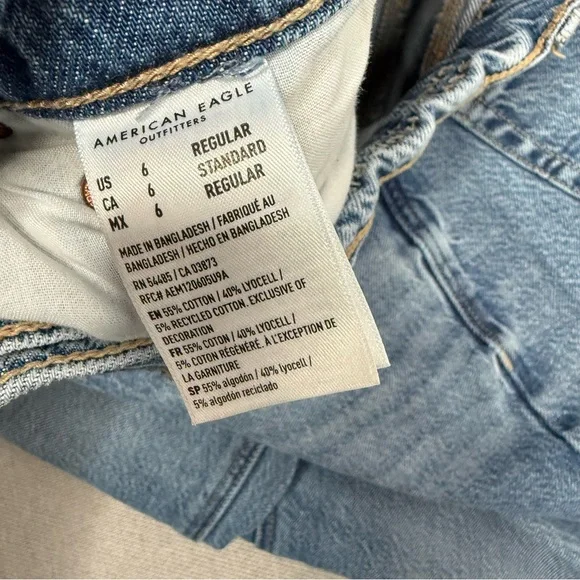 AMERICAN EAGLE
OUTFITTERS
US 6 REGULAR
CA 6 STANDARD
MX 6 REGULAR
MADE IN BANGLADESH / FABRIQUÉ AU
BANGLADESH / HECHO EN BANGLADESH
RN 54485 / CA 03873
RFC# AEM120605U9A
EN 55% COTTON / 40% LYOCELL /
5% RECYCLED COTTON. EXCLUSIVE OF
DECORATION
FR 55% COTON / 40% LYOCELL /
5% COTON RÉGÉNÉRÉ. À L'EXCEPTION DE
LA GARNITURE
SP 55% algodón / 40% lyocell /
5% algodón reciclado